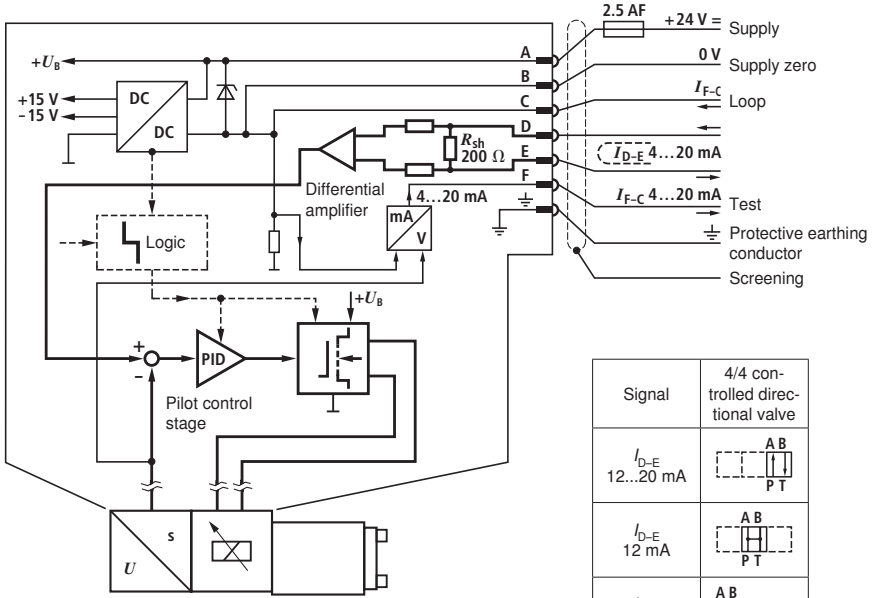 2.5 AF
+24 V = Supply
A
+U_B
0 V Supply zero
B
+15 V
DC
−15 V
DC
I_F–C Loop
C
D
R_sh
200 Ω
E
I_D–E 4…20 mA
Differential
amplifier
F
4…20 mA
I_F–C 4…20 mA Test
mA
V
Logic
Protective earthing
conductor
Screening
+U_B
+
−
PID
Pilot control
stage
s
U
Signal
4/4 con-
trolled direc-
tional valve
I_D–E
12...20 mA
A B
P T
I_D–E
12 mA
A B
P T
A B